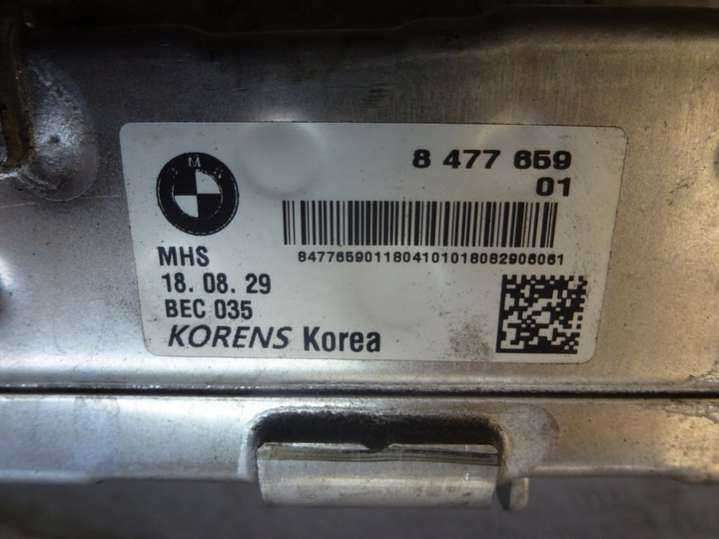 BMW
8 477 659
01
8477659011804101018082906061
MHS
18. 08. 29
BEC 035
KORENS Korea